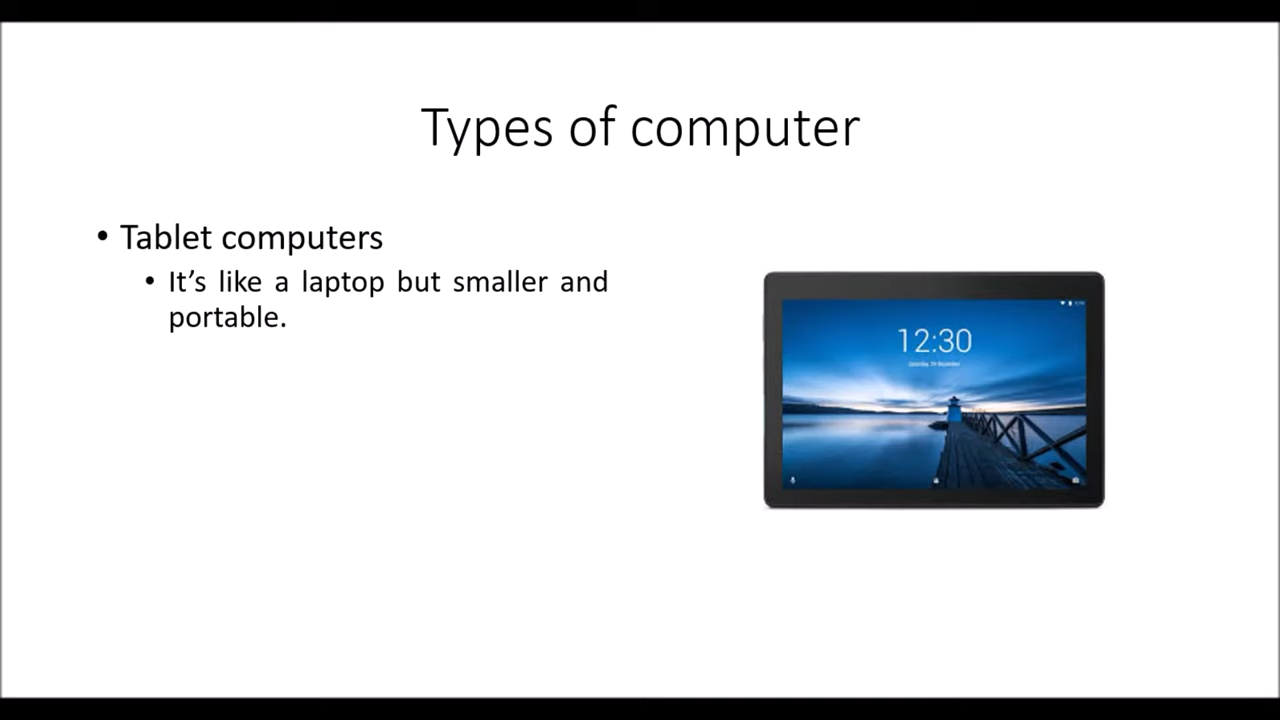 Types of computer
• Tablet computers
• It’s like a laptop but smaller and
portable.
12:30